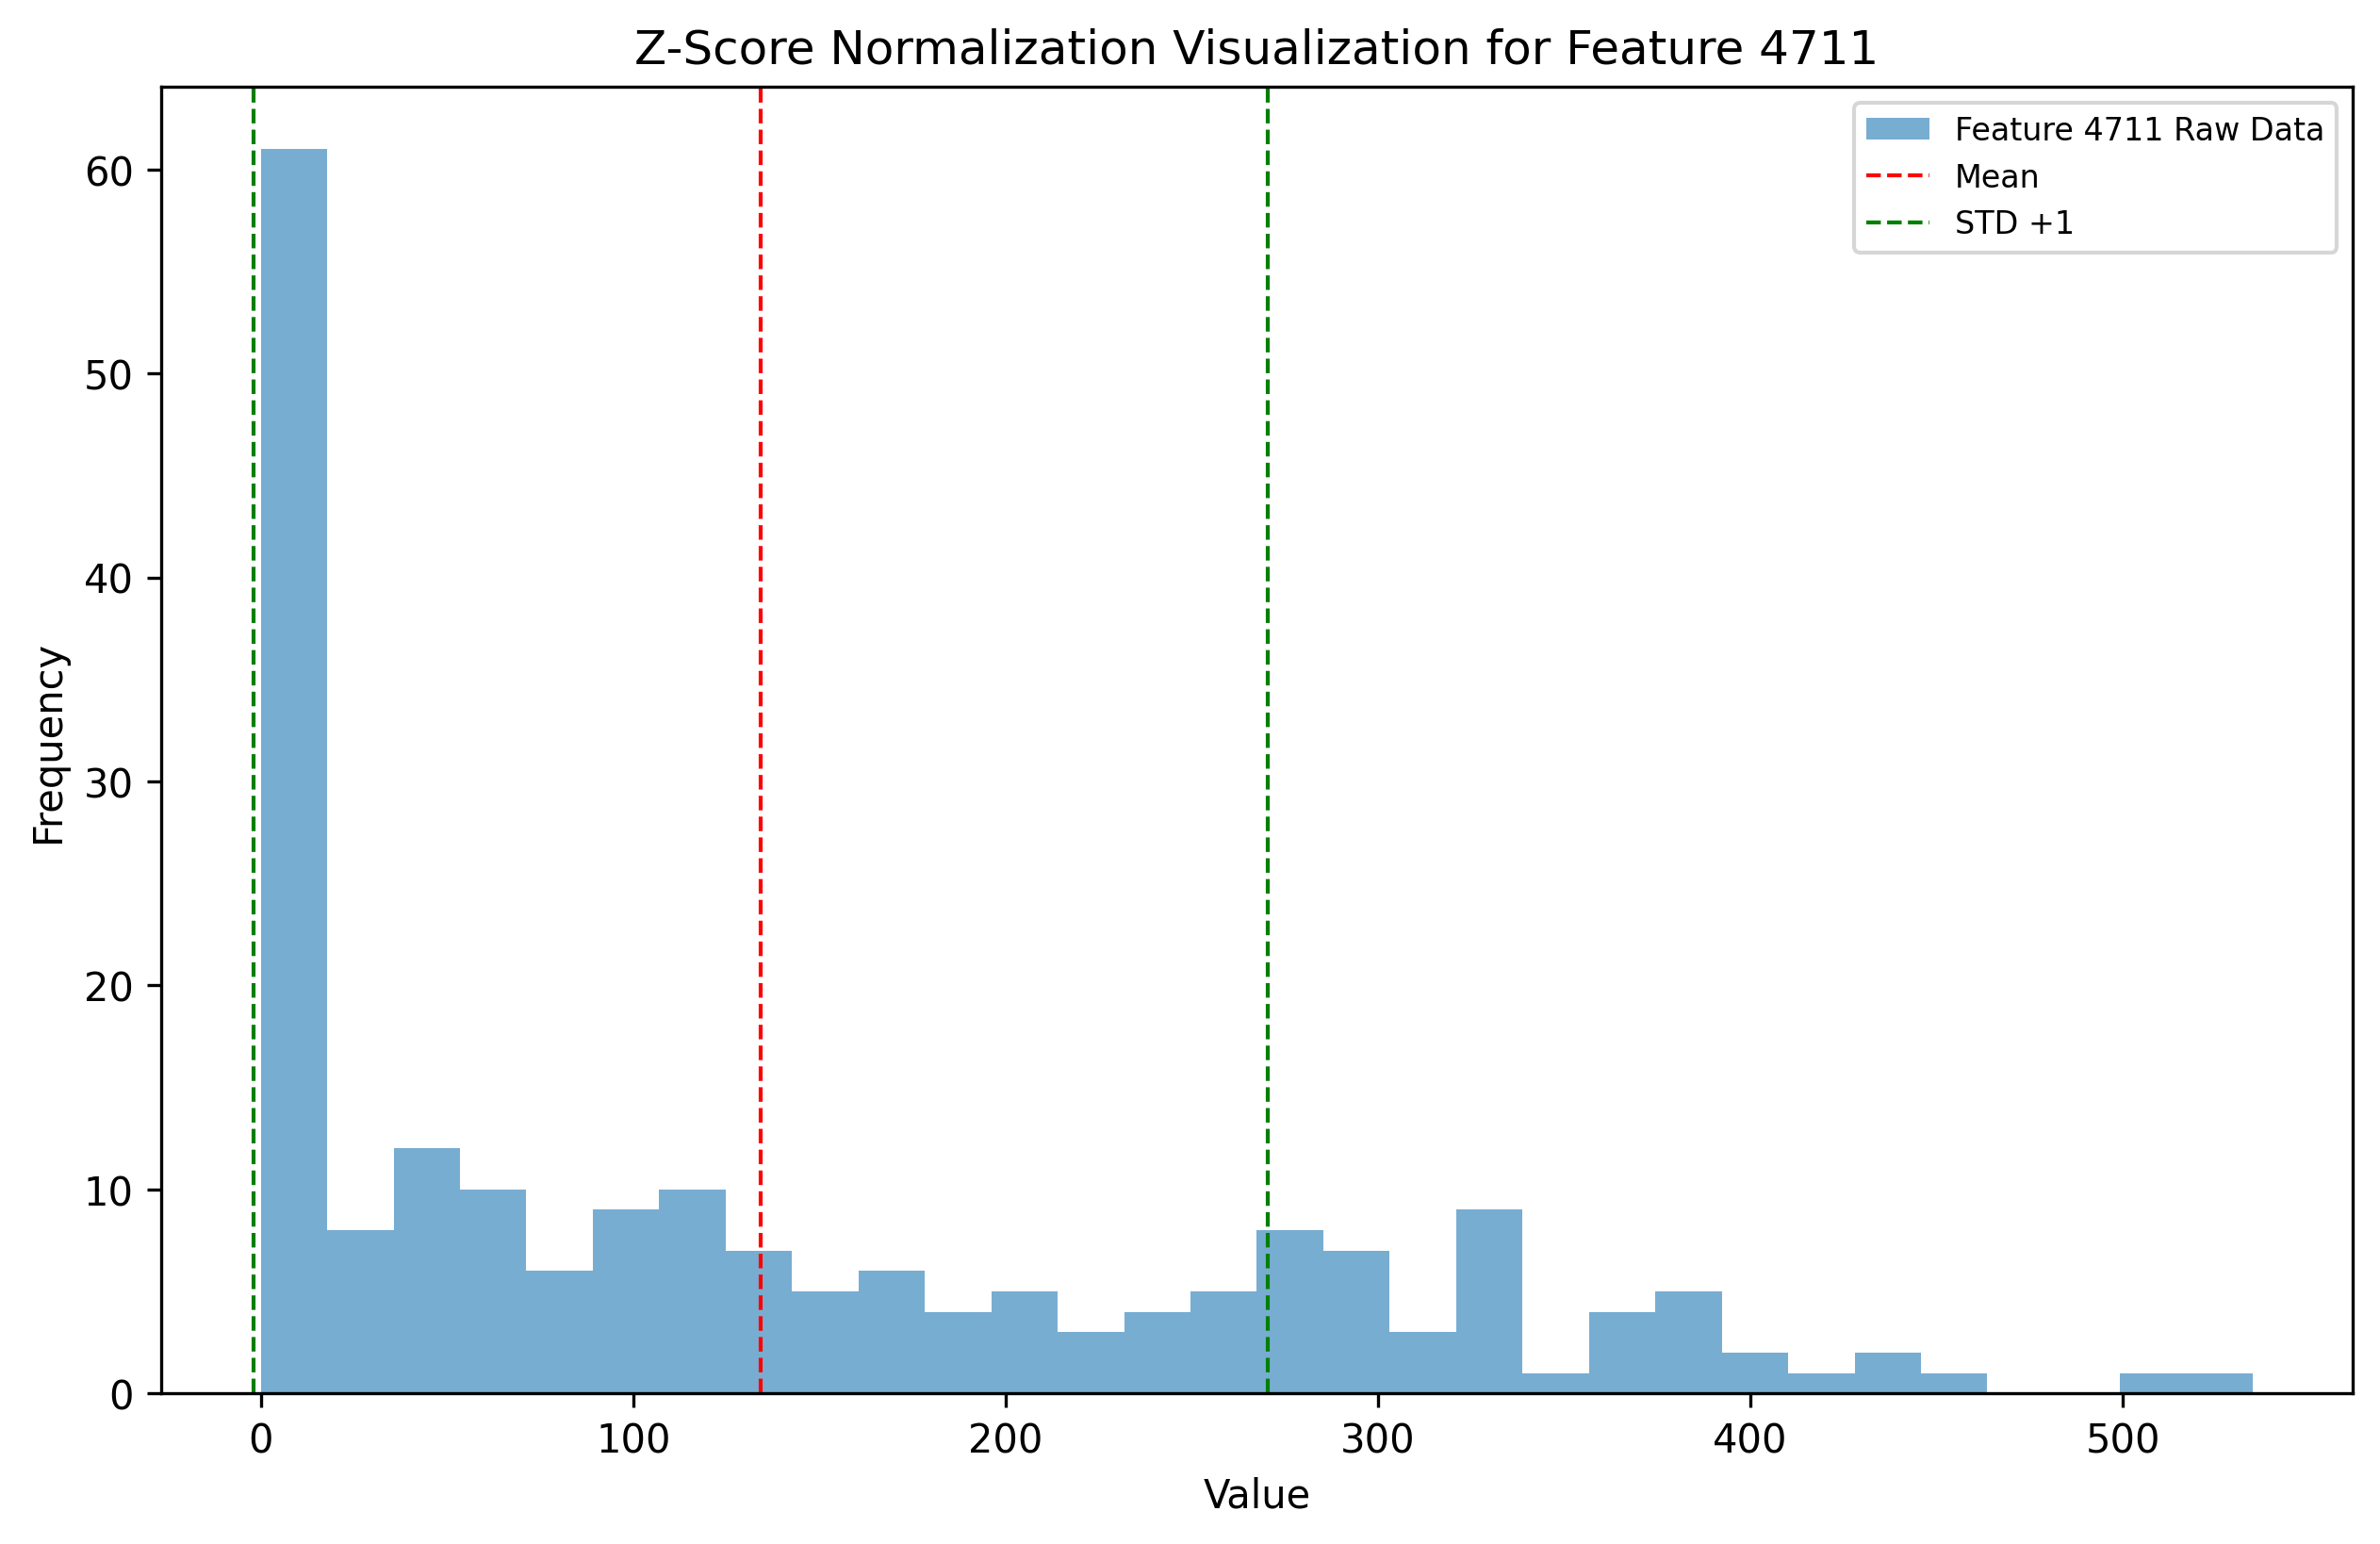 Z-Score Normalization Visualization for Feature 4711
Feature 4711 Raw Data
Mean
STD +1
60
50
40
30
20
10
0
Frequency
0 100 200 300 400 500
Value